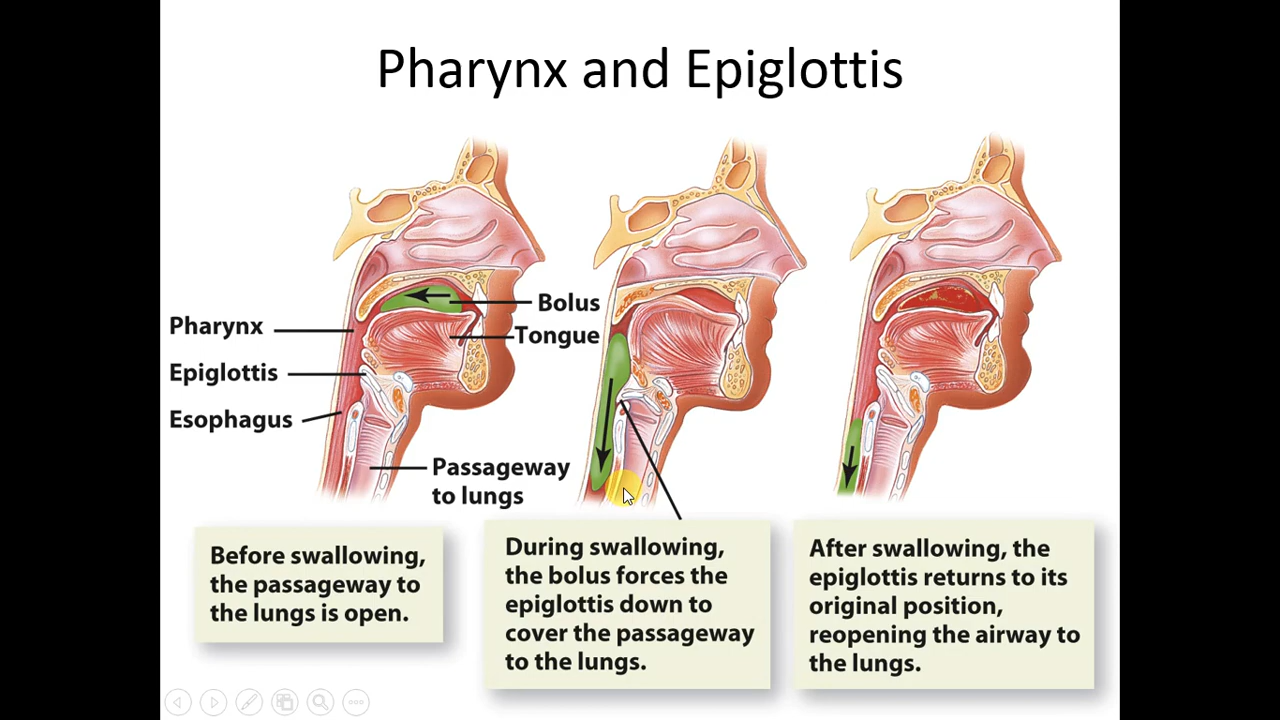 Pharynx and Epiglottis
Bolus
Tongue
Pharynx
Epiglottis
Esophagus
Passageway
to lungs
Before swallowing,
the passageway to
the lungs is open.
During swallowing,
the bolus forces the
epiglottis down to
cover the passageway
to the lungs.
After swallowing, the
epiglottis returns to its
original position,
reopening the airway to
the lungs.